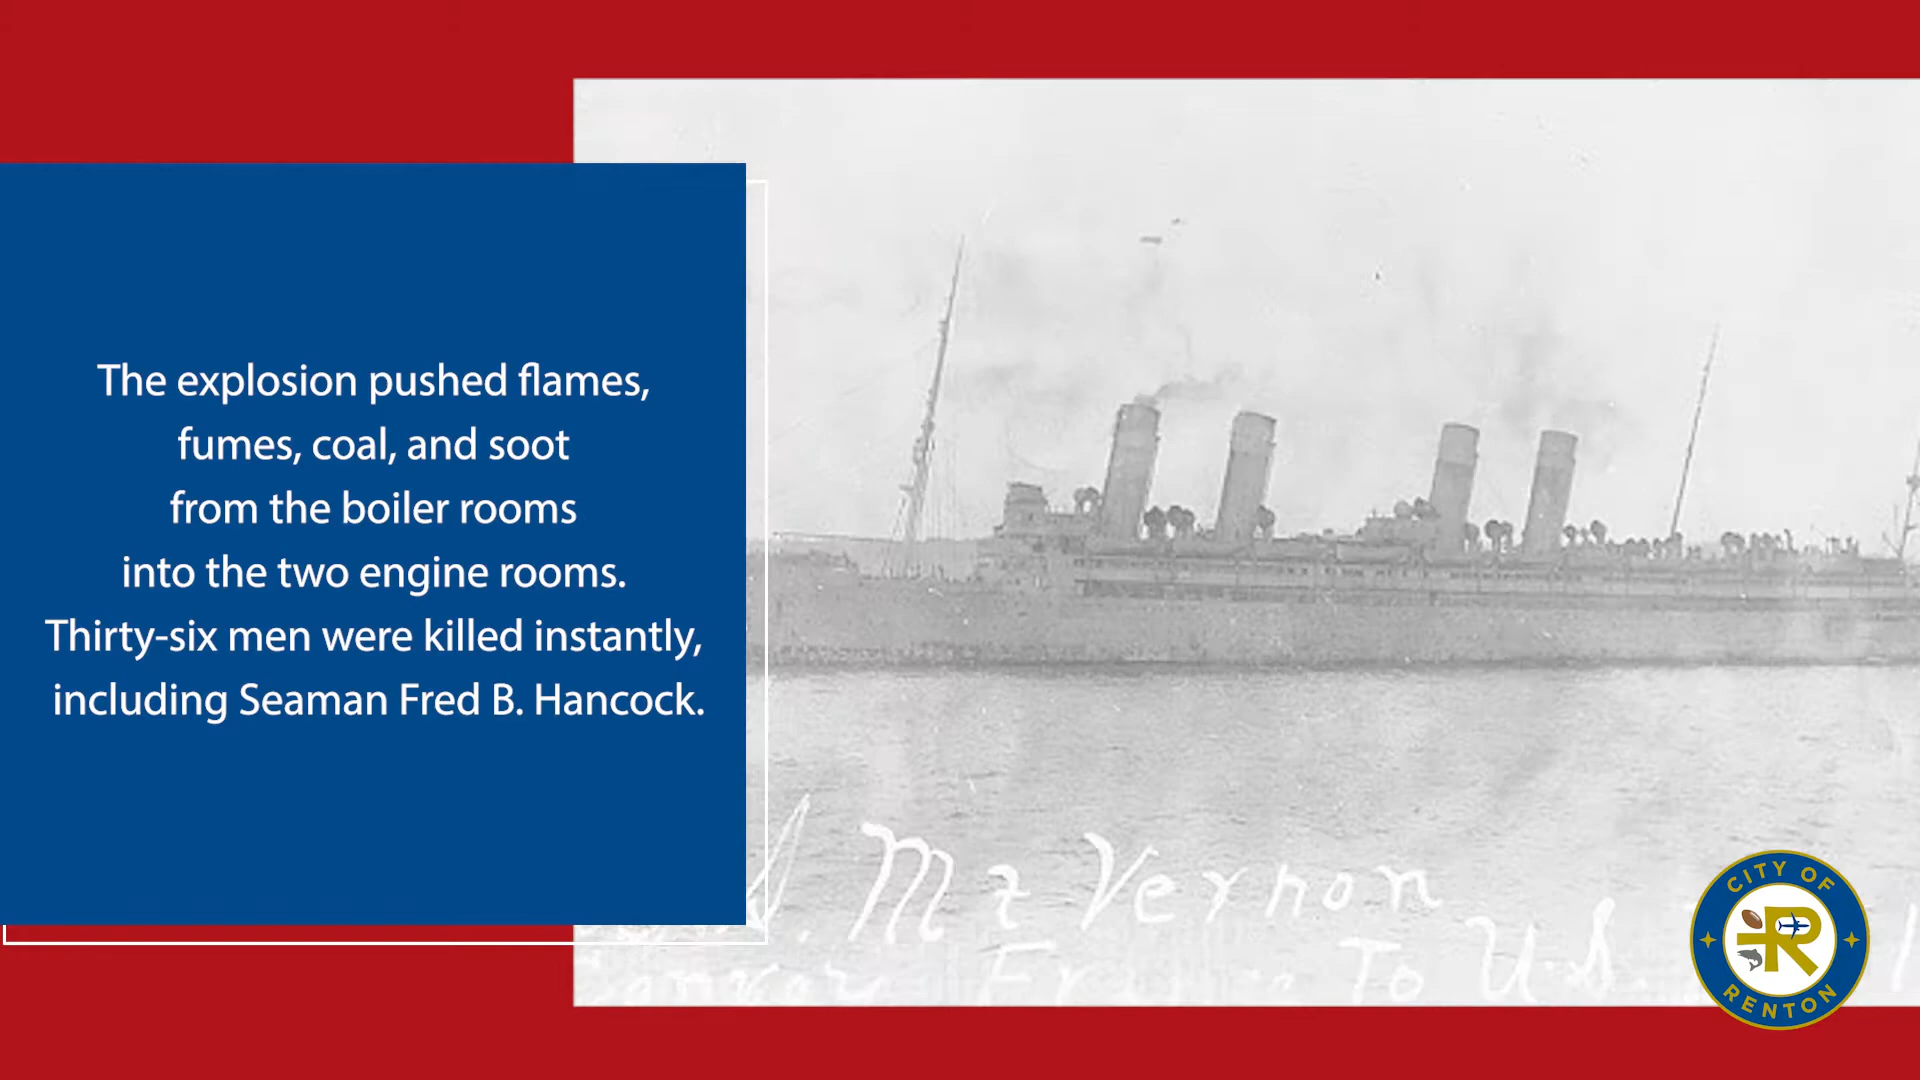 The explosion pushed flames,
fumes, coal, and soot
from the boiler rooms
into the two engine rooms.
Thirty-six men were killed instantly,
including Seaman Fred B. Hancock.
S. Mt Vernon
To U.S.
CITY OF
RENTON